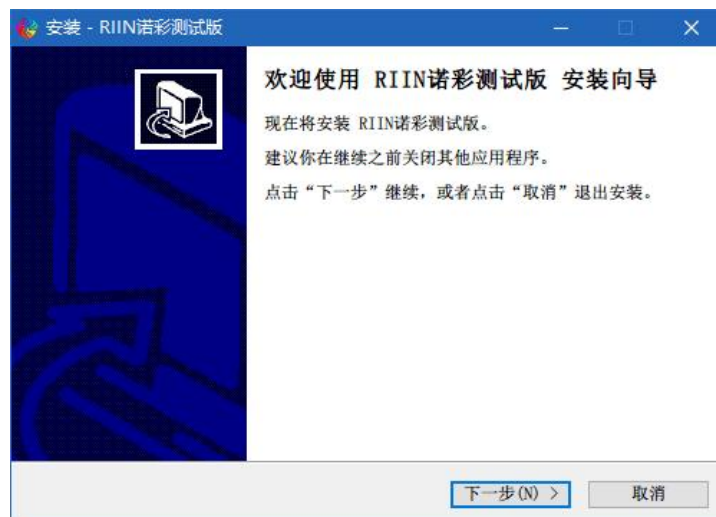 安装 - RIIN诺彩测试版
欢迎使用 RIIN诺彩测试版 安装向导
现在将安装 RIIN诺彩测试版。
建议你在继续之前关闭其他应用程序。
点击“下一步”继续，或者点击“取消”退出安装。
下一步(N) >
取消